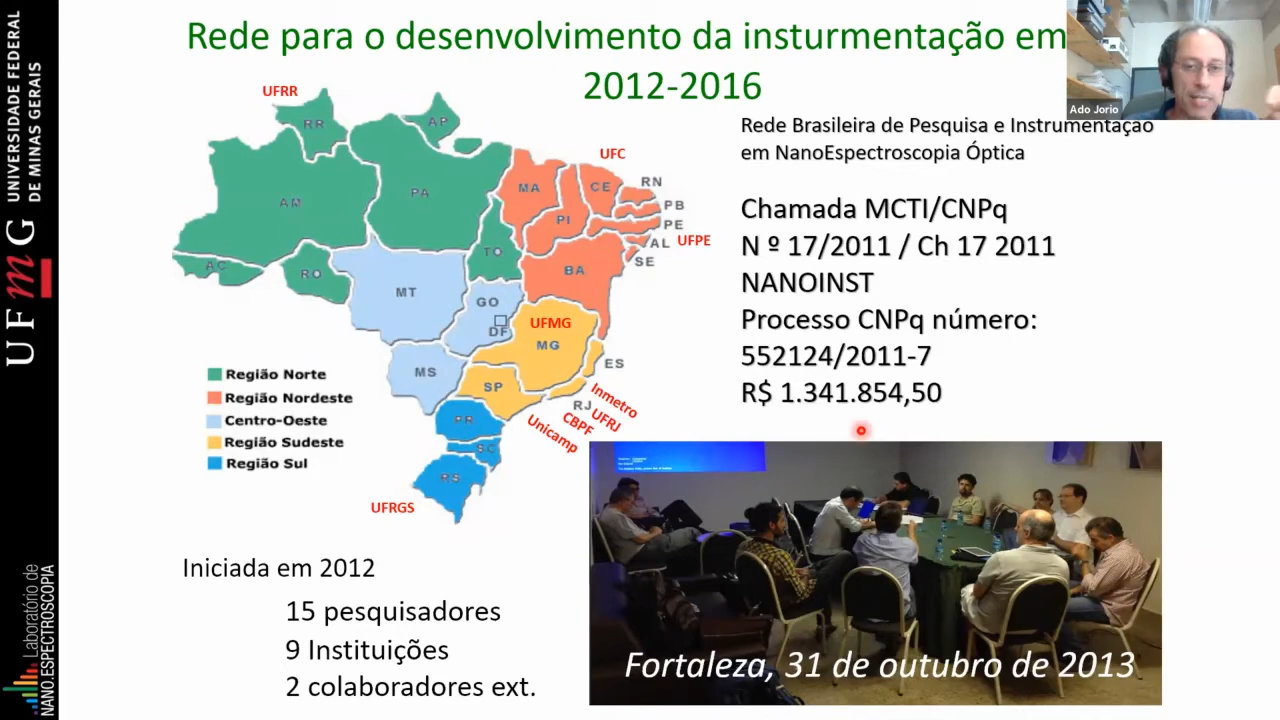 Rede para o desenvolvimento da insturmentação em
2012-2016
Ado Jorio
Rede Brasileira de Pesquisa e Instrumentação
em NanoEspectroscopia Óptica
Chamada MCTI/CNPq
N º 17/2011 / Ch 17 2011
NANOINST
Processo CNPq número:
552124/2011-7
R$ 1.341.854,50
UFRR
RR
AP
UFC
AM
PA
MA
CE
RN
PB
PI
PE
AL
UFPE
SE
AC
RO
TO
BA
MT
GO
DF
UFMG
MG
ES
MS
SP
RJ
Inmetro
UFRJ
CBPF
Unicamp
PR
SC
RS
UFRGS
Região Norte
Região Nordeste
Centro-Oeste
Região Sudeste
Região Sul
Iniciada em 2012
15 pesquisadores
9 Instituições
2 colaboradores ext.
Fortaleza, 31 de outubro de 2013
UFMG
UNIVERSIDADE FEDERAL
DE MINAS GERAIS
Laboratório de
NANO.ESPECTROSCOPIA